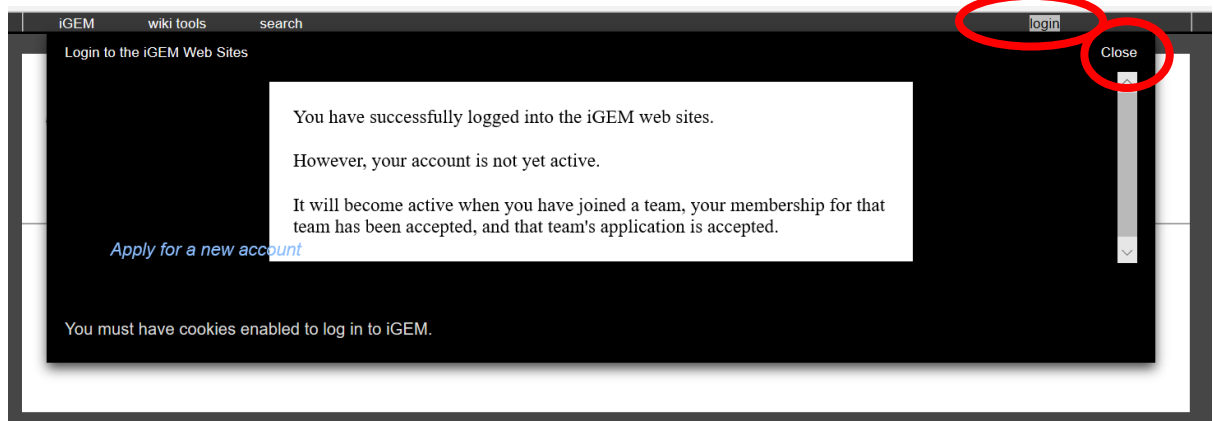 iGEM wiki tools search login
Login to the iGEM Web Sites Close
You have successfully logged into the iGEM web sites.
However, your account is not yet active.
It will become active when you have joined a team, your membership for that
team has been accepted, and that team's application is accepted.
Apply for a new account
You must have cookies enabled to log in to iGEM.